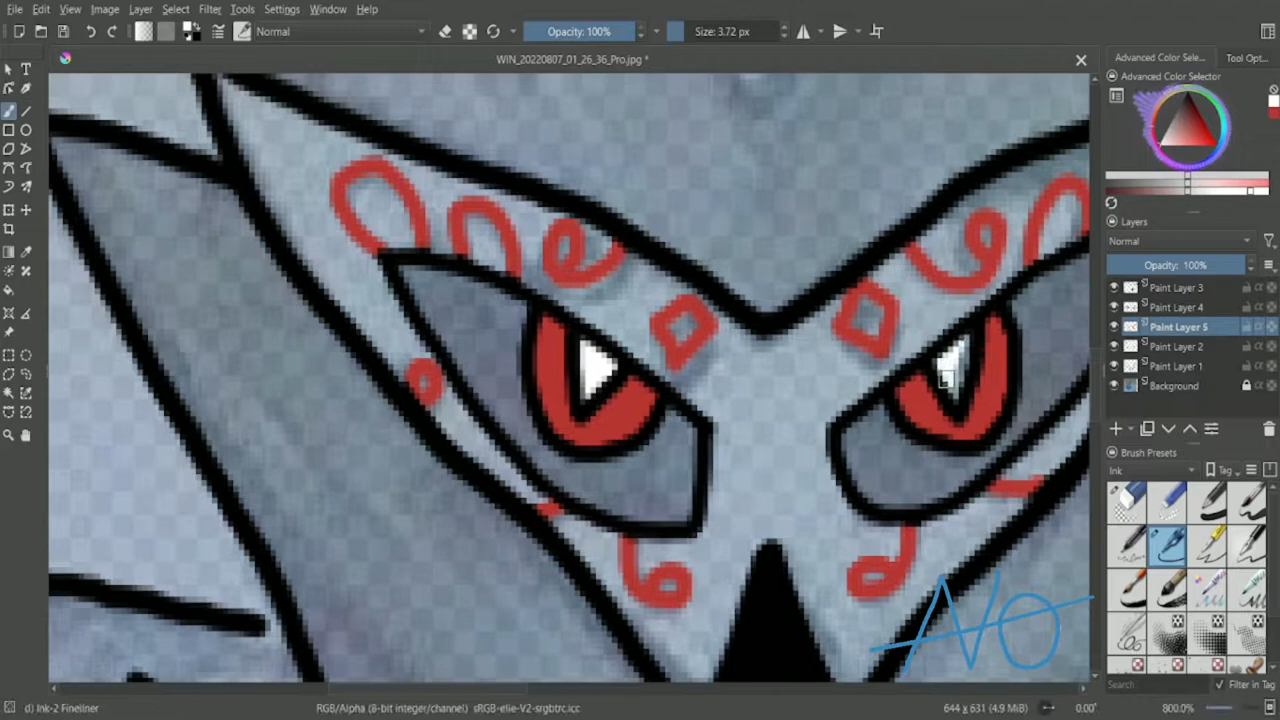 File Edit View Image Layer Select Filter Tools Settings Window Help
Normal Opacity: 100% Size: 3.72 px
WIN_20220807_01_26_36_Pro.jpg *
Advanced Color Sele... Tool Opt...
Advanced Color Selector
Layers
Normal
Opacity: 100%
Paint Layer 3
Paint Layer 4
Paint Layer 5
Paint Layer 2
Paint Layer 1
Background
Brush Presets
Ink Tag
Search Filter in Tag
d) Ink-2 Fineliner RGB/Alpha (8-bit integer/channel) sRGB-elle-V2-srgbtrc.icc 644 x 631 (4.9 MiB) 0.00° 800.0%
NO